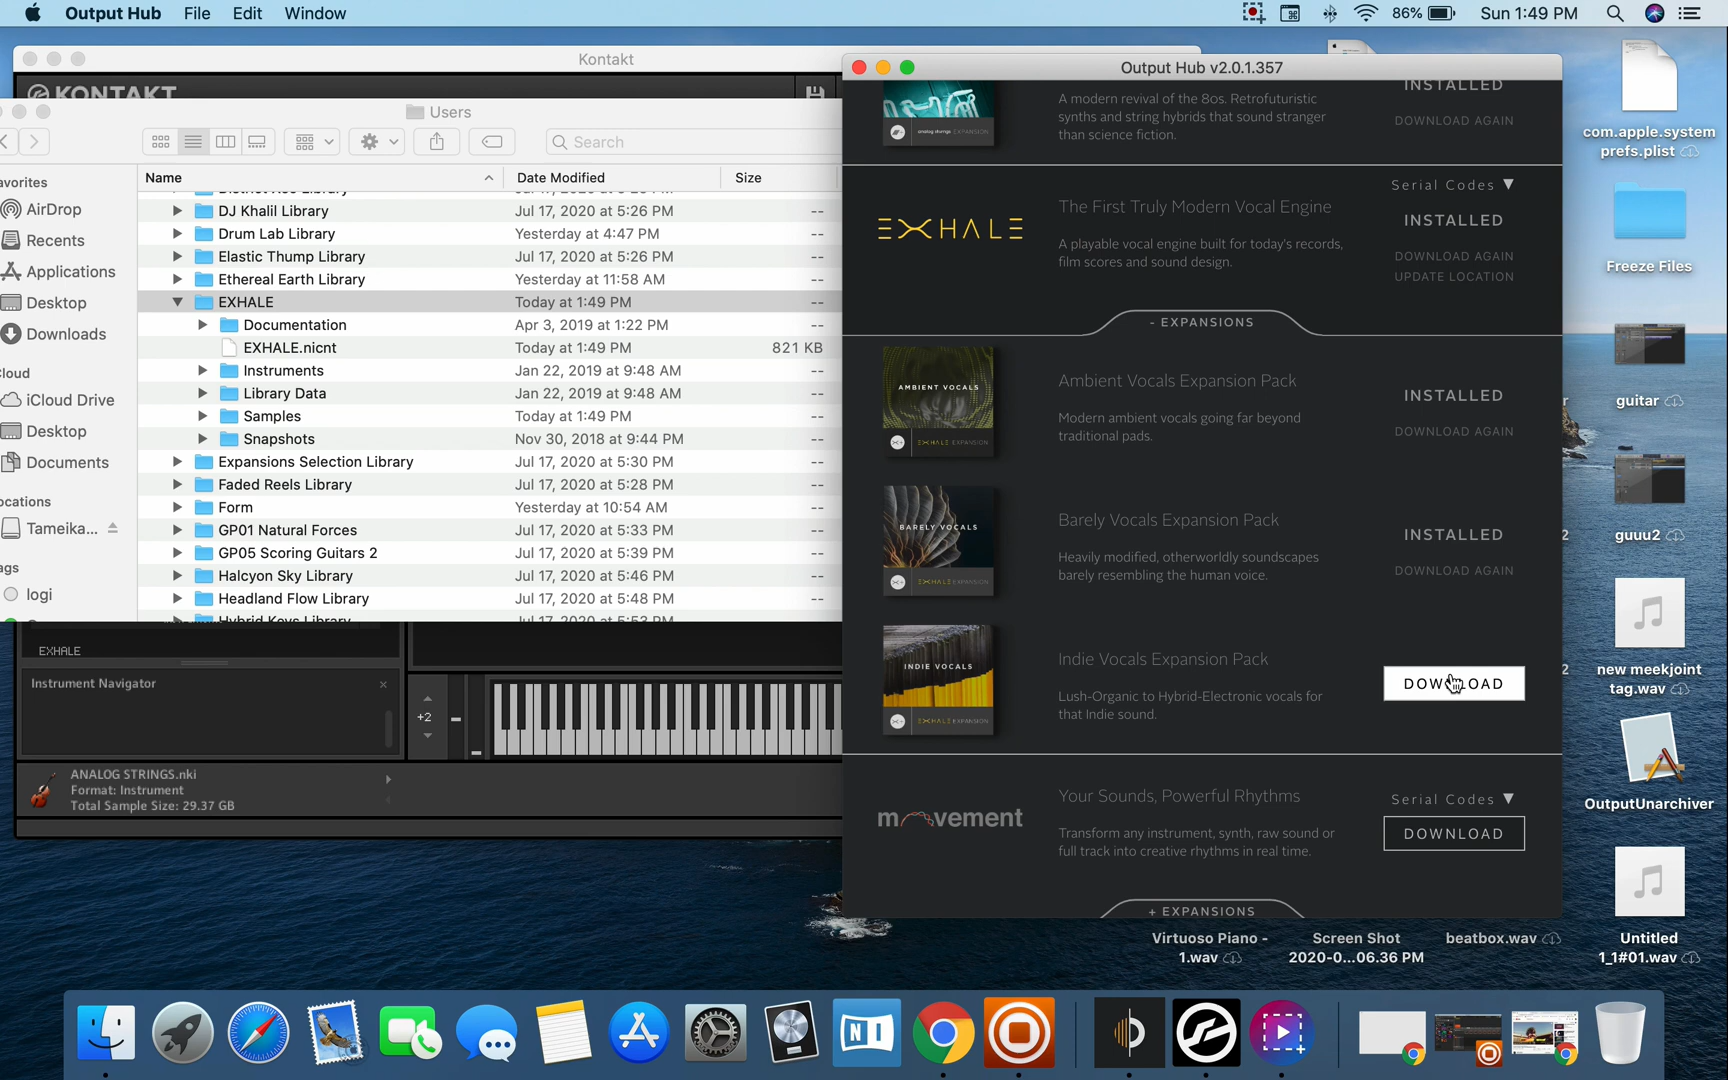 Output Hub File Edit Window
86% Sun 1:49 PM
Kontakt
KONTAKT
Users
Search
avorites
AirDrop
Recents
Applications
Desktop
Downloads
Cloud
iCloud Drive
Desktop
Documents
ocations
Tameika...
ags
logi
Name Date Modified Size
DJ Khalil Library Jul 17, 2020 at 5:26 PM --
Drum Lab Library Yesterday at 4:47 PM --
Elastic Thump Library Jul 17, 2020 at 5:26 PM --
Ethereal Earth Library Yesterday at 11:58 AM --
EXHALE Today at 1:49 PM --
Documentation Apr 3, 2019 at 1:22 PM --
EXHALE.nicnt Today at 1:49 PM 821 KB
Instruments Jan 22, 2019 at 9:48 AM --
Library Data Jan 22, 2019 at 9:48 AM --
Samples Today at 1:49 PM --
Snapshots Nov 30, 2018 at 9:44 PM --
Expansions Selection Library Jul 17, 2020 at 5:30 PM --
Faded Reels Library Jul 17, 2020 at 5:28 PM --
Form Yesterday at 10:54 AM --
GP01 Natural Forces Jul 17, 2020 at 5:33 PM --
GP05 Scoring Guitars 2 Jul 17, 2020 at 5:39 PM --
Halcyon Sky Library Jul 17, 2020 at 5:46 PM --
Headland Flow Library Jul 17, 2020 at 5:48 PM --
Hybrid Keys Library Jul 17, 2020 at 5:53 PM --
EXHALE
Instrument Navigator
+2
ANALOG STRINGS.nki
Format: Instrument
Total Sample Size: 29.37 GB
Output Hub v2.0.1.357
A modern revival of the 80s. Retrofuturistic
synths and string hybrids that sound stranger
than science fiction.
INSTALLED
DOWNLOAD AGAIN
EXHALE
The First Truly Modern Vocal Engine
A playable vocal engine built for today's records,
film scores and sound design.
Serial Codes ▼
INSTALLED
DOWNLOAD AGAIN
UPDATE LOCATION
- EXPANSIONS
AMBIENT VOCALS
EXHALE EXPANSION
Ambient Vocals Expansion Pack
Modern ambient vocals going far beyond
traditional pads.
INSTALLED
DOWNLOAD AGAIN
BARELY VOCALS
EXHALE EXPANSION
Barely Vocals Expansion Pack
Heavily modified, otherworldly soundscapes
barely resembling the human voice.
INSTALLED
DOWNLOAD AGAIN
INDIE VOCALS
EXHALE EXPANSION
Indie Vocals Expansion Pack
Lush-Organic to Hybrid-Electronic vocals for
that Indie sound.
DOWNLOAD
movement
Your Sounds, Powerful Rhythms
Transform any instrument, synth, raw sound or
full track into creative rhythms in real time.
Serial Codes ▼
DOWNLOAD
+ EXPANSIONS
com.apple.system
prefs.plist
Freeze Files
guitar
guuu2
new meekjoint
tag.wav
OutputUnarchiver
Untitled
1_1#01.wav
Virtuoso Piano -
1.wav
Screen Shot
2020-0...06.36 PM
beatbox.wav